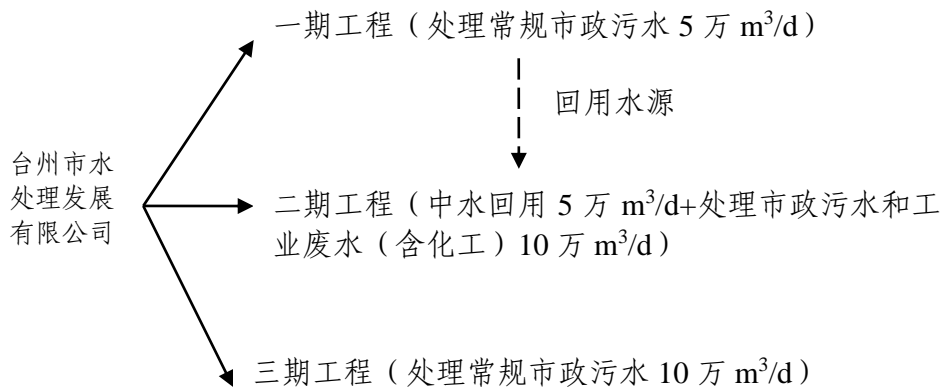 一期工程（处理常规市政污水 5 万 m³/d）
回用水源
台州市水
处理发展
有限公司
二期工程（中水回用 5 万 m³/d+处理市政污水和工
业废水（含化工）10 万 m³/d）
三期工程（处理常规市政污水 10 万 m³/d）